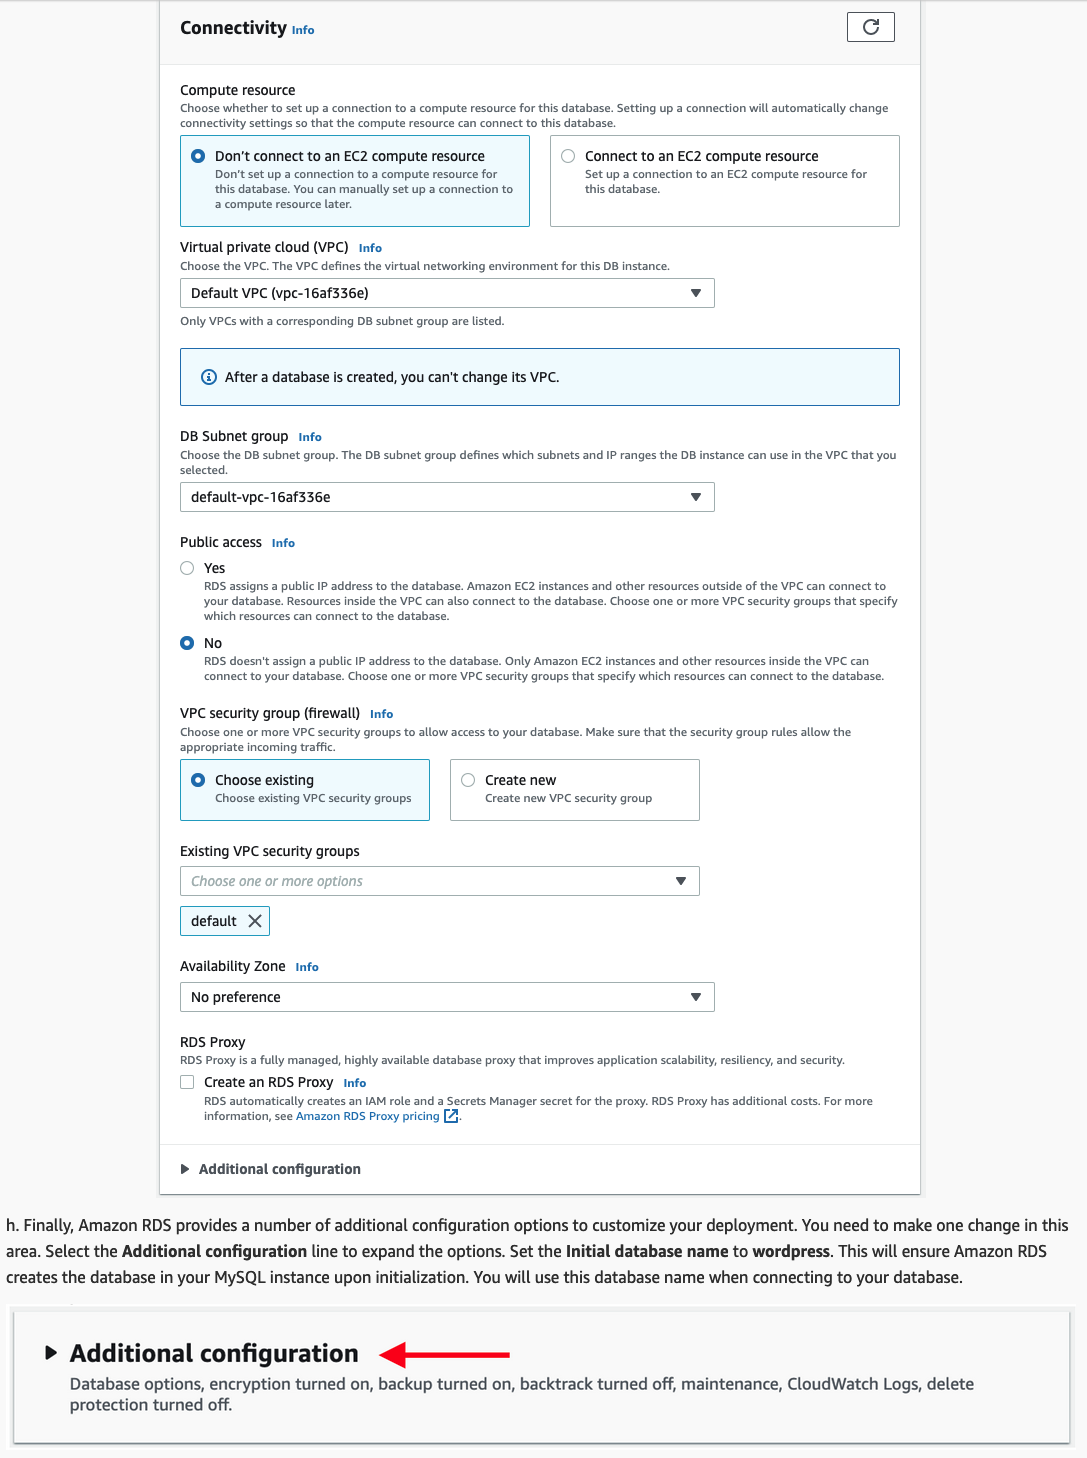 Connectivity Info
Compute resource
Choose whether to set up a connection to a compute resource for this database. Setting up a connection will automatically change
connectivity settings so that the compute resource can connect to this database.
Don't connect to an EC2 compute resource
Don't set up a connection to a compute resource for
this database. You can manually set up a connection to
a compute resource later.
Connect to an EC2 compute resource
Set up a connection to an EC2 compute resource for
this database.
Virtual private cloud (VPC) Info
Choose the VPC. The VPC defines the virtual networking environment for this DB instance.
Default VPC (vpc-16af336e)
Only VPCs with a corresponding DB subnet group are listed.
After a database is created, you can't change its VPC.
DB Subnet group Info
Choose the DB subnet group. The DB subnet group defines which subnets and IP ranges the DB instance can use in the VPC that you
selected.
default-vpc-16af336e
Public access Info
Yes
RDS assigns a public IP address to the database. Amazon EC2 instances and other resources outside of the VPC can connect to
your database. Resources inside the VPC can also connect to the database. Choose one or more VPC security groups that specify
which resources can connect to the database.
No
RDS doesn't assign a public IP address to the database. Only Amazon EC2 instances and other resources inside the VPC can
connect to your database. Choose one or more VPC security groups that specify which resources can connect to the database.
VPC security group (firewall) Info
Choose one or more VPC security groups to allow access to your database. Make sure that the security group rules allow the
appropriate incoming traffic.
Choose existing
Choose existing VPC security groups
Create new
Create new VPC security group
Existing VPC security groups
Choose one or more options
default
Availability Zone Info
No preference
RDS Proxy
RDS Proxy is a fully managed, highly available database proxy that improves application scalability, resiliency, and security.
Create an RDS Proxy Info
RDS automatically creates an IAM role and a Secrets Manager secret for the proxy. RDS Proxy has additional costs. For more
information, see Amazon RDS Proxy pricing.
Additional configuration
h. Finally, Amazon RDS provides a number of additional configuration options to customize your deployment. You need to make one change in this
area. Select the Additional configuration line to expand the options. Set the Initial database name to wordpress. This will ensure Amazon RDS
creates the database in your MySQL instance upon initialization. You will use this database name when connecting to your database.
Additional configuration
Database options, encryption turned on, backup turned on, backtrack turned off, maintenance, CloudWatch Logs, delete
protection turned off.